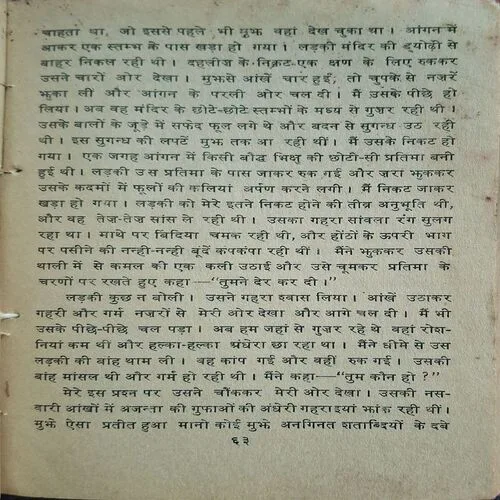 चाहता था, जो इससे पहले भी मुझे वहां देख चुका था । आंगन में
आकर एक स्तम्भ के पास खड़ा हो गया । लड़की मंदिर की ड्योढ़ी से
बाहर निकल रही थी । दहलीज के निकट एक क्षण के लिए रुककर
उसने चारों ओर देखा । मुझसे आंखें चार हुईं, तो चुपके से नज़रें
झुका ली और आंगन के परली ओर चल दी । मैं उसके पीछे हो
लिया । अब वह मंदिर के छोटे-छोटे स्तम्भों के मध्य से गुज़र रही थी ।
उसके बालों के जूड़े में सफेद फूल लगे थे और बदन से सुगन्ध उठ रही
थी । इस सुगन्ध की लपटें मुझ तक आ रही थीं । मैं उसके निकट हो
गया । एक जगह आंगन में किसी बौद्ध भिक्षु की छोटी-सी प्रतिमा बनी
हुई थी । लड़की उस प्रतिमा के पास जाकर रुक गई और ज़रा झुककर
उसके कदमों में फूलों की कलियां अर्पण करने लगी । मैं निकट जाकर
खड़ा हो गया । लड़की को मेरे इतने निकट होने की तीव्र अनुभूति थी,
और वह तेज-तेज सांस ले रही थी । उसका गहरा सांवला रंग सुलग
रहा था । माथे पर बिंदिया चमक रही थी, और होंठों के ऊपरी भाग
पर पसीने की नन्ही-नन्ही बूंदें कंपकंपा रही थीं । मैंने झुककर उसकी
थाली में से कमल की एक कली उठाई और उसे चूमकर प्रतिमा के
चरणों पर रखते हुए कहा—“तुमने देर कर दी ।”
लड़की कुछ न बोली । उसने गहरा श्वास लिया । आंखें उठाकर
गहरी और गर्म नजरों से मेरी ओर देखा और आगे चल दी । मैं भी
उसके पीछे-पीछे चल पड़ा । अब हम जहां से गुज़र रहे थे वहां रोश-
नियां कम थीं और हल्का-हल्का अंधेरा छा रहा था । मैंने धीमे से उस
लड़की की बांह थाम ली । वह कांप गई और वहीं रुक गई । उसकी
बांह मांसल थी और गर्म हो रही थी । मैंने कहा—“तुम कौन हो ?”
मेरे इस प्रश्न पर उसने चौंककर मेरी ओर देखा । उसकी नस-
वारी आंखों में अजन्ता की गुफाओं की अंधेरी गहराइयां झांक रही थीं ।
मुझे ऐसा प्रतीत हुआ मानो कोई मुझे अनगिनत शताब्दियों के दबे
६३